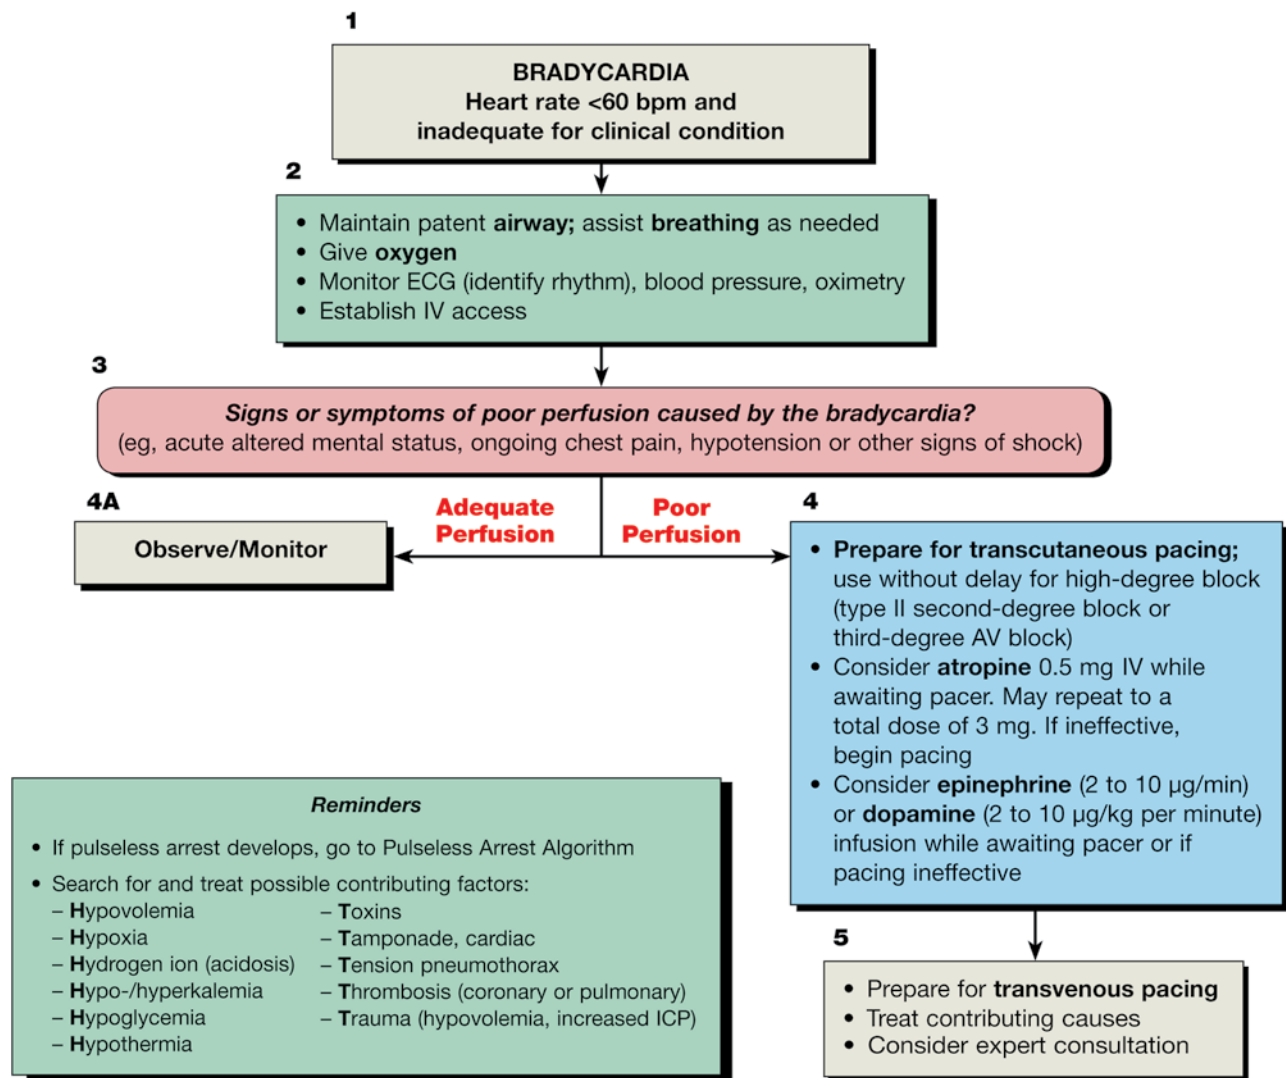 1
BRADYCARDIA
Heart rate <60 bpm and
inadequate for clinical condition
2
• Maintain patent airway; assist breathing as needed
• Give oxygen
• Monitor ECG (identify rhythm), blood pressure, oximetry
• Establish IV access
3
Signs or symptoms of poor perfusion caused by the bradycardia?
(eg, acute altered mental status, ongoing chest pain, hypotension or other signs of shock)
4A
Observe/Monitor
Adequate
Perfusion
Poor
Perfusion
4
• Prepare for transcutaneous pacing;
use without delay for high-degree block
(type II second-degree block or
third-degree AV block)
• Consider atropine 0.5 mg IV while
awaiting pacer. May repeat to a
total dose of 3 mg. If ineffective,
begin pacing
• Consider epinephrine (2 to 10 µg/min)
or dopamine (2 to 10 µg/kg per minute)
infusion while awaiting pacer or if
pacing ineffective
Reminders
• If pulseless arrest develops, go to Pulseless Arrest Algorithm
• Search for and treat possible contributing factors:
– Hypovolemia
– Hypoxia
– Hydrogen ion (acidosis)
– Hypo-/hyperkalemia
– Hypoglycemia
– Hypothermia
– Toxins
– Tamponade, cardiac
– Tension pneumothorax
– Thrombosis (coronary or pulmonary)
– Trauma (hypovolemia, increased ICP)
5
• Prepare for transvenous pacing
• Treat contributing causes
• Consider expert consultation